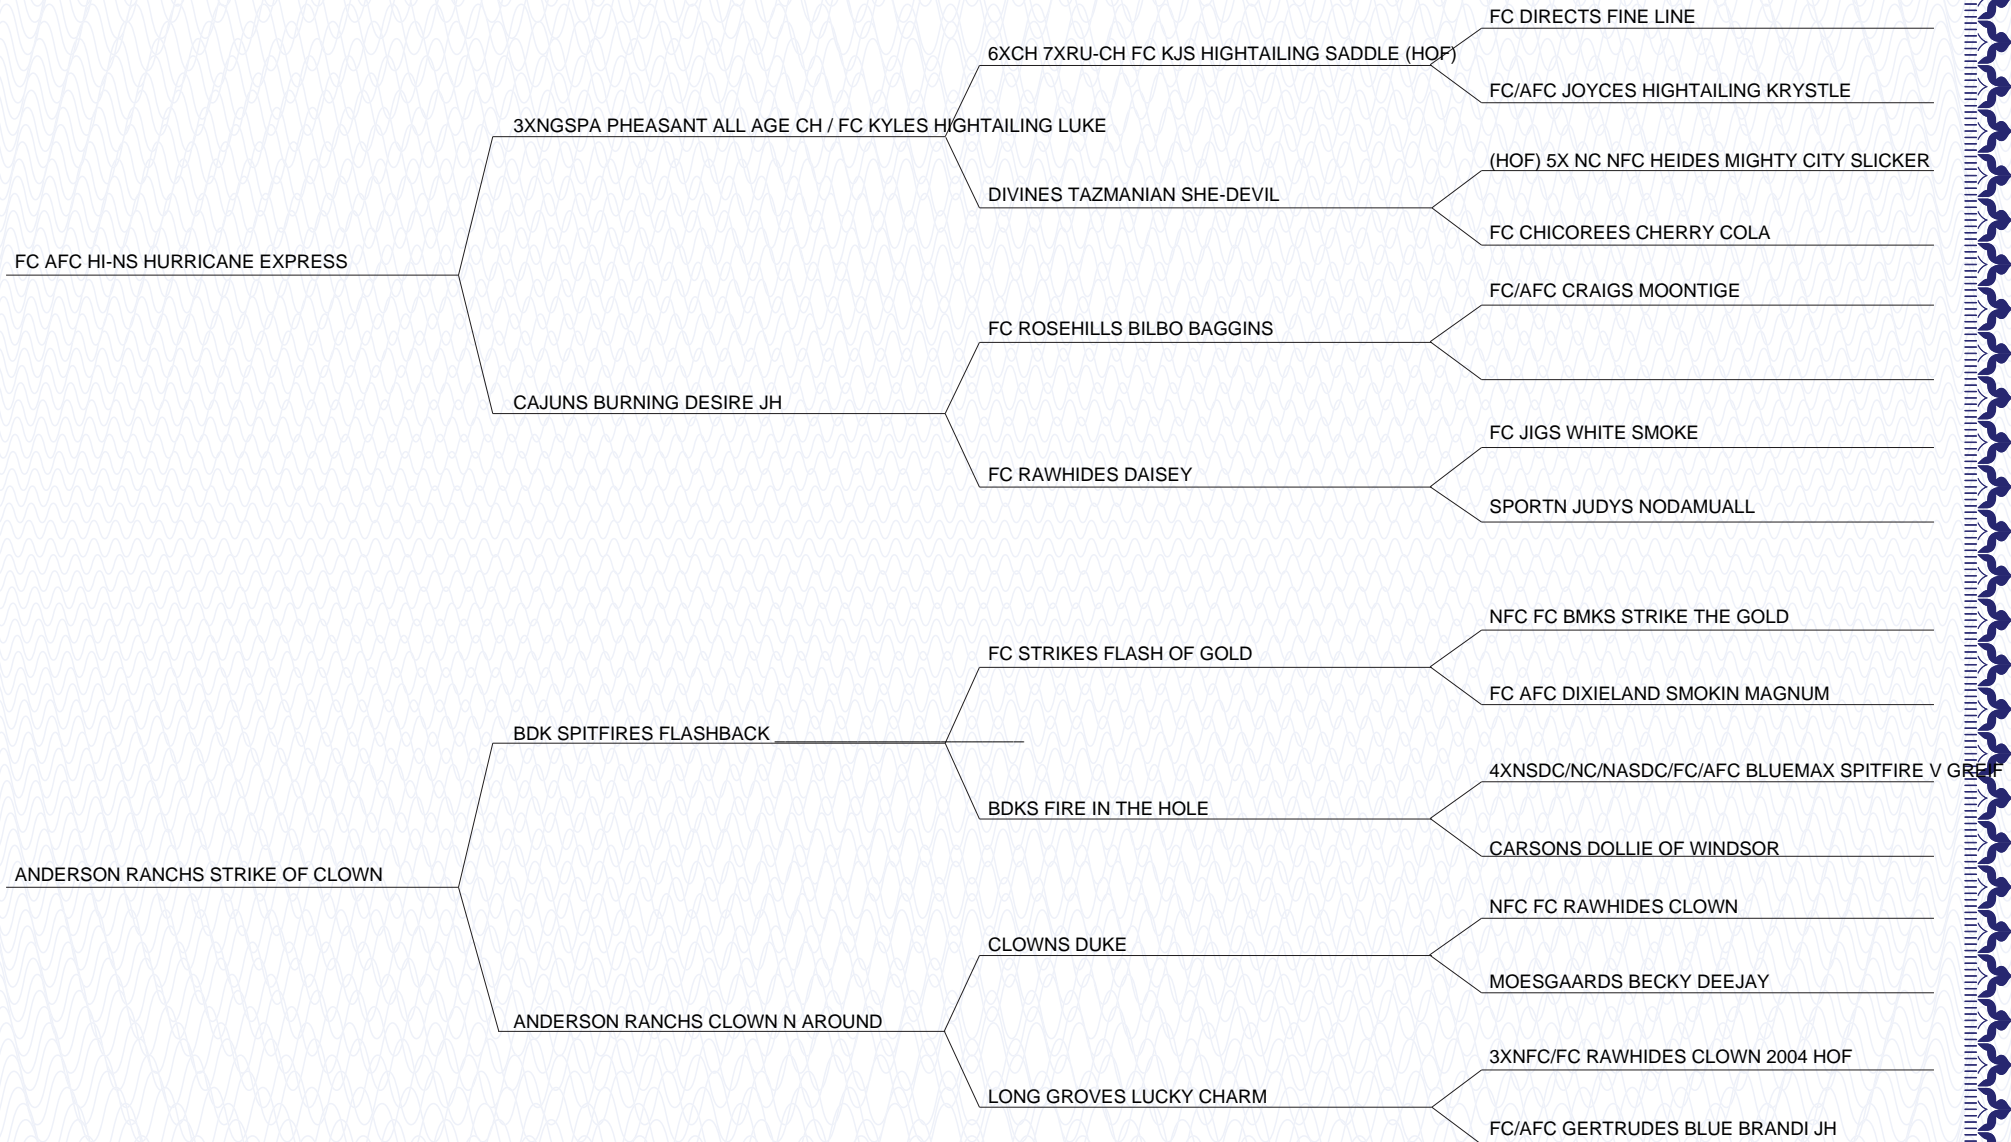 FC DIRECTS FINE LINE
6XCH 7XRU-CH FC KJS HIGHTAILING SADDLE (HOF)
FC/AFC JOYCES HIGHTAILING KRYSTLE
3XNGSPA PHEASANT ALL AGE CH / FC KYLES HIGHTAILING LUKE
(HOF) 5X NC NFC HEIDES MIGHTY CITY SLICKER
DIVINES TAZMANIAN SHE-DEVIL
FC CHICOREES CHERRY COLA
FC AFC HI-NS HURRICANE EXPRESS
FC/AFC CRAIGS MOONTIGE
FC ROSEHILLS BILBO BAGGINS
CAJUNS BURNING DESIRE JH
FC JIGS WHITE SMOKE
FC RAWHIDES DAISEY
SPORTN JUDYS NODAMUALL
NFC FC BMKS STRIKE THE GOLD
FC STRIKES FLASH OF GOLD
FC AFC DIXIELAND SMOKIN MAGNUM
BDK SPITFIRES FLASHBACK
4XNSDC/NC/NASDC/FC/AFC BLUEMAX SPITFIRE V GREIF
BDKS FIRE IN THE HOLE
CARSONS DOLLIE OF WINDSOR
ANDERSON RANCHS STRIKE OF CLOWN
NFC FC RAWHIDES CLOWN
CLOWNS DUKE
MOESGAARDS BECKY DEEJAY
ANDERSON RANCHS CLOWN N AROUND
3XNFC/FC RAWHIDES CLOWN 2004 HOF
LONG GROVES LUCKY CHARM
FC/AFC GERTRUDES BLUE BRANDI JH